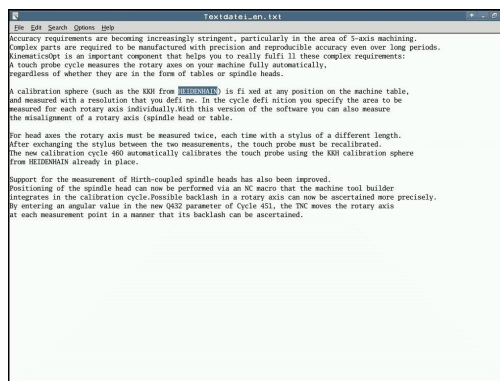 Textdatei_en.txt
File Edit Search Options Help
Accuracy requirements are becoming increasingly stringent, particularly in the area of 5-axis machining.
Complex parts are required to be manufactured with precision and reproducible accuracy even over long periods.
KinematicsOpt is an important component that helps you to really fulfi ll these complex requirements:
A touch probe cycle measures the rotary axes on your machine fully automatically,
regardless of whether they are in the form of tables or spindle heads.
A calibration sphere (such as the KKH from HEIDENHAIN) is fi xed at any position on the machine table,
and measured with a resolution that you defi ne. In the cycle defi nition you specify the area to be
measured for each rotary axis individually.With this version of the software you can also measure
the misalignment of a rotary axis (spindle head or table.
For head axes the rotary axis must be measured twice, each time with a stylus of a different length.
After exchanging the stylus between the two measurements, the touch probe must be recalibrated.
The new calibration cycle 460 automatically calibrates the touch probe using the KKH calibration sphere
from HEIDENHAIN already in place.
Support for the measurement of Hirth-coupled spindle heads has also been improved.
Positioning of the spindle head can now be performed via an NC macro that the machine tool builder
integrates in the calibration cycle.Possible backlash in a rotary axis can now be ascertained more precisely.
By entering an angular value in the new Q432 parameter of Cycle 451, the TNC moves the rotary axis
at each measurement point in a manner that its backlash can be ascertained.